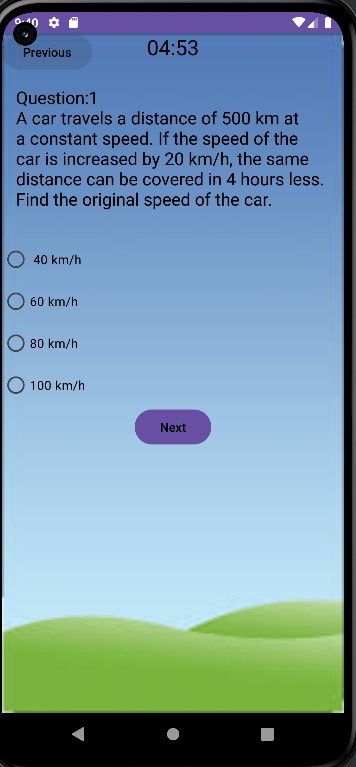 9:40
Previous
04:53
Question:1
A car travels a distance of 500 km at
a constant speed. If the speed of the
car is increased by 20 km/h, the same
distance can be covered in 4 hours less.
Find the original speed of the car.
40 km/h
60 km/h
80 km/h
100 km/h
Next